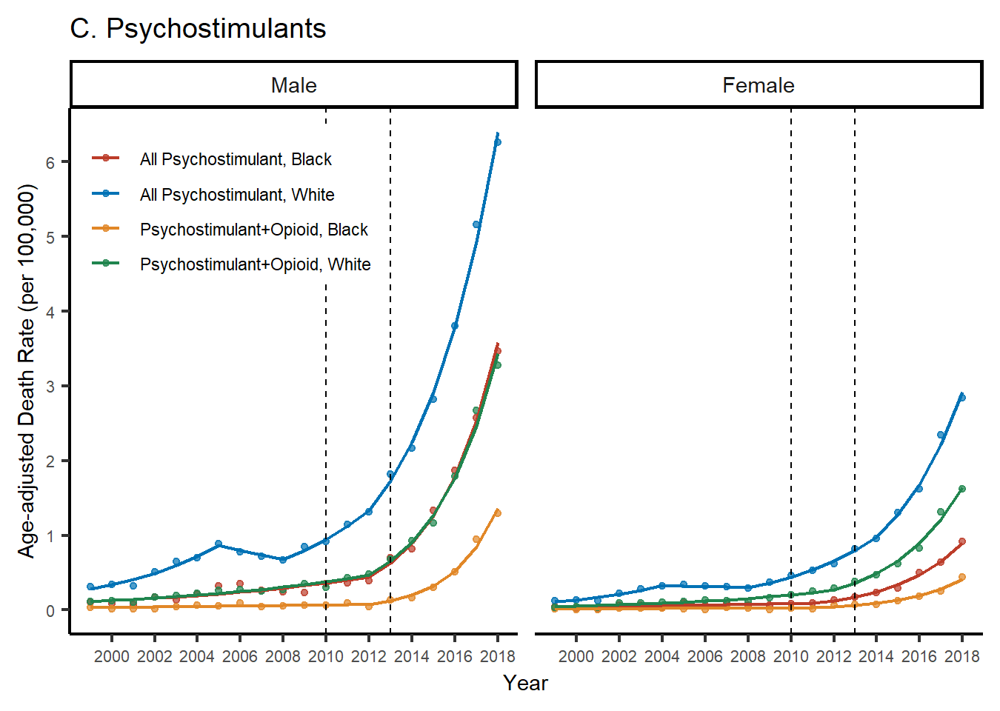 C. Psychostimulants
Male
Female
All Psychostimulant, Black
All Psychostimulant, White
Psychostimulant+Opioid, Black
Psychostimulant+Opioid, White
Age-adjusted Death Rate (per 100,000)
6
5
4
3
2
1
0
2000 2002 2004 2006 2008 2010 2012 2014 2016 2018
2000 2002 2004 2006 2008 2010 2012 2014 2016 2018
Year